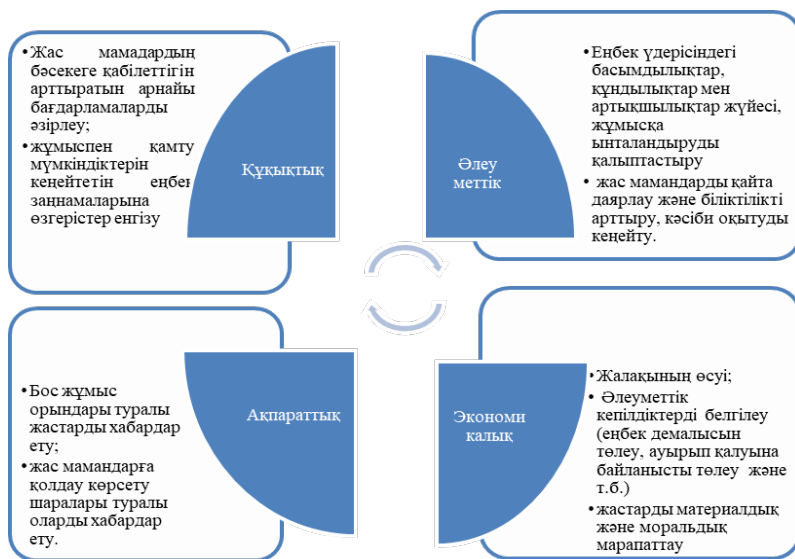 •Жас мамадардың
бәсекеге қабілеттігін
арттыратын арнайы
бағдарламаларды
әзірлеу;
•жұмыспен қамту
мүмкіндіктерін
кеңейтетін еңбек
заңнамаларына
өзгерістер енгізу
Құқықтық
•Еңбек үдерісіндегі
басымдылықтар,
құндылықтар мен
артықшылықтар жүйесі,
жұмысқа
ынталандыруды
қалыптастыру
• жас мамандарды қайта
даярлау және біліктілікті
арттыру, кәсіби оқытуды
кеңейту.
Әлеу
меттік
•Бос жұмыс
орындары туралы
жастарды хабардар
ету;
•жас мамандарға
қолдау көрсету
шаралары туралы
оларды хабардар
ету.
Ақпараттық
•Жалақының өсуі;
• Әлеуметтік
кепілдіктерді белгілеу
(еңбек демалысын
төлеу, ауырып қалуына
байланысты төлеу және
т.б.)
•жастарды материалдық
және моральдық
марапаттау
Экономи
калық